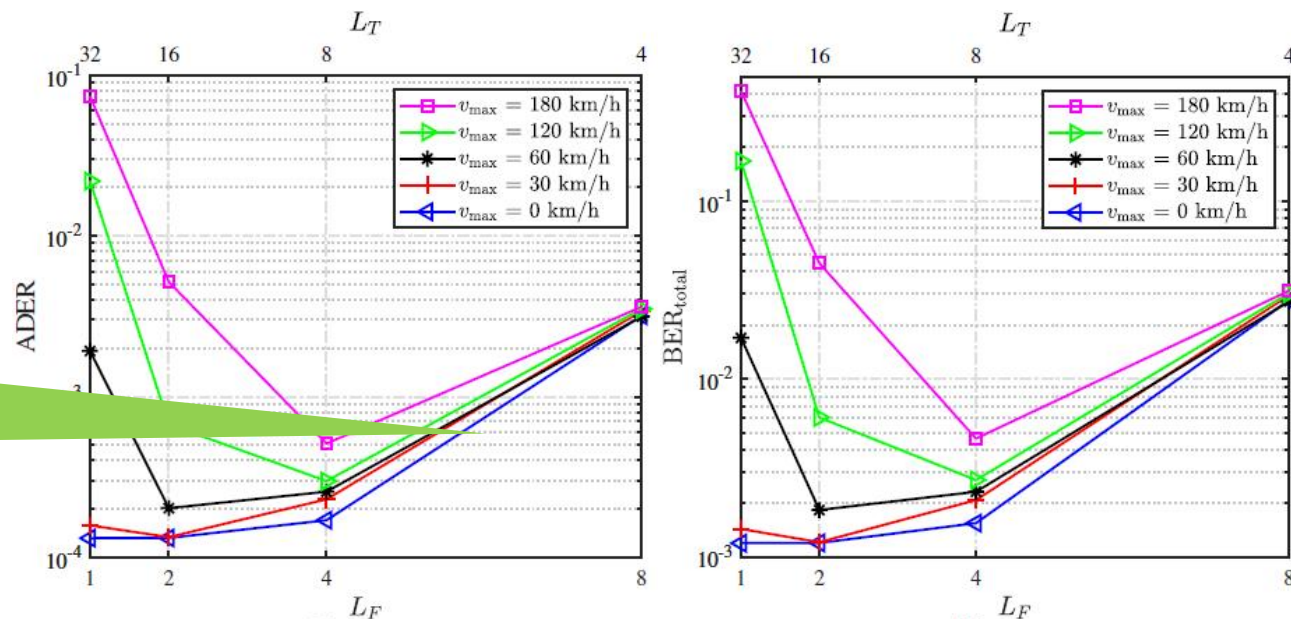 L_T
32 16 8 4
10^-1
v_max = 180 km/h
v_max = 120 km/h
v_max = 60 km/h
v_max = 30 km/h
v_max = 0 km/h
10^-2
ADER
10^-4
1 2 4 8
L_F
L_T
32 16 8 4
v_max = 180 km/h
v_max = 120 km/h
v_max = 60 km/h
v_max = 30 km/h
v_max = 0 km/h
10^-1
BER_total
10^-2
10^-3
1 2 4 8
L_F